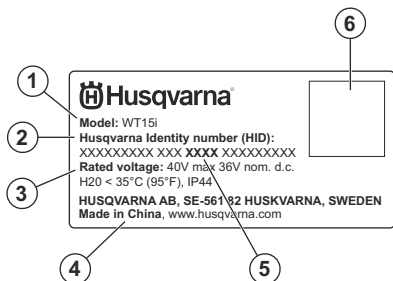 6
1
Husqvarna
Model: WT15i
2
Husqvarna Identity number (HID):
XXXXXXXXX XXX XXXX XXXXXXXXX
Rated voltage: 40V max 36V nom. d.c.
3
H20 < 35°C (95°F), IP44
HUSQVARNA AB, SE-561 82 HUSKVARNA, SWEDEN
Made in China, www.husqvarna.com
4
5